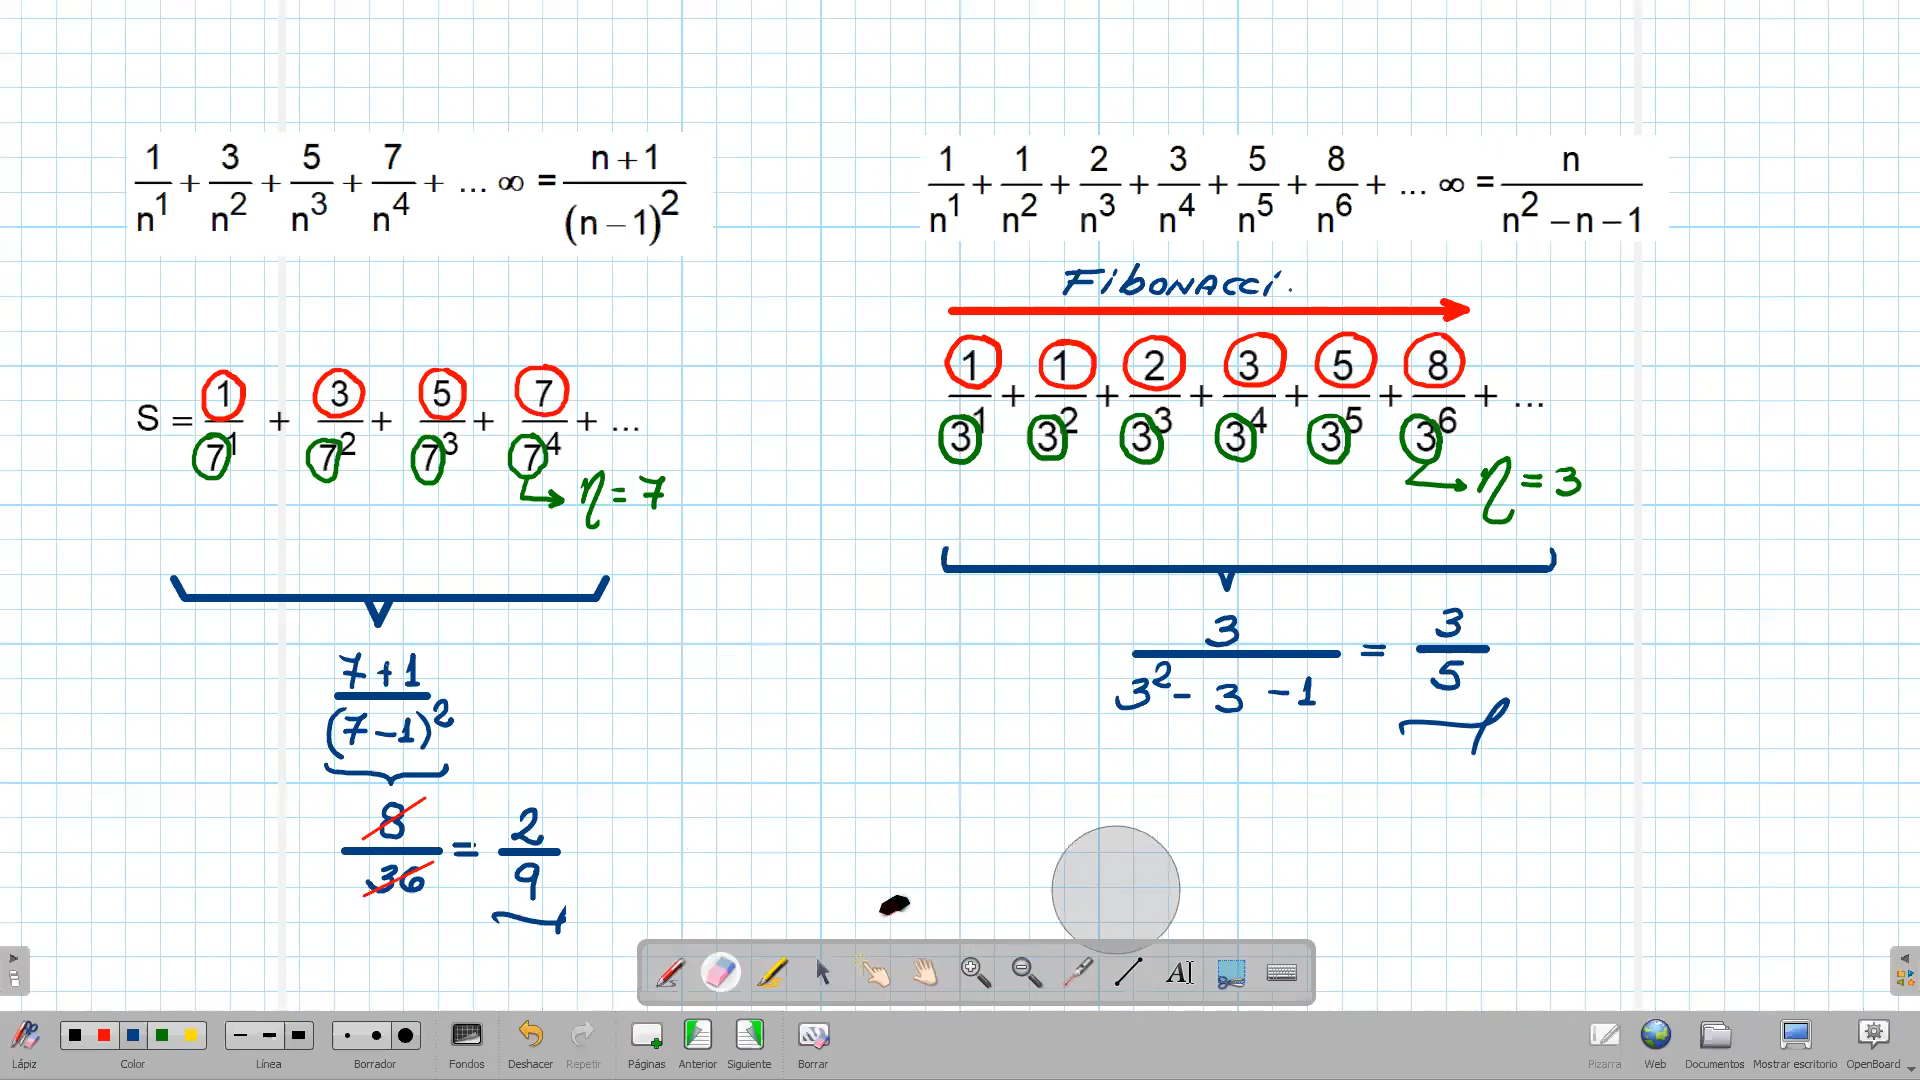 1/n^1 + 3/n^2 + 5/n^3 + 7/n^4 + ... ∞ = (n+1)/(n−1)^2
1/n^1 + 1/n^2 + 2/n^3 + 3/n^4 + 5/n^5 + 8/n^6 + ... ∞ = n/(n^2 − n − 1)
Fibonacci.
S = 1/7^1 + 3/7^2 + 5/7^3 + 7/7^4 + ...
η = 7
1/3^1 + 1/3^2 + 2/3^3 + 3/3^4 + 5/3^5 + 8/3^6 + ...
η = 3
(7+1)/(7−1)^2
8/36 = 2/9
3/(3^2 − 3 − 1) = 3/5
AI
Lápiz
Color
Línea
Borrador
Fondos
Deshacer
Repetir
Páginas
Anterior
Siguiente
Borrar
Pizarra
Web
Documentos
Mostrar escritorio
OpenBoard